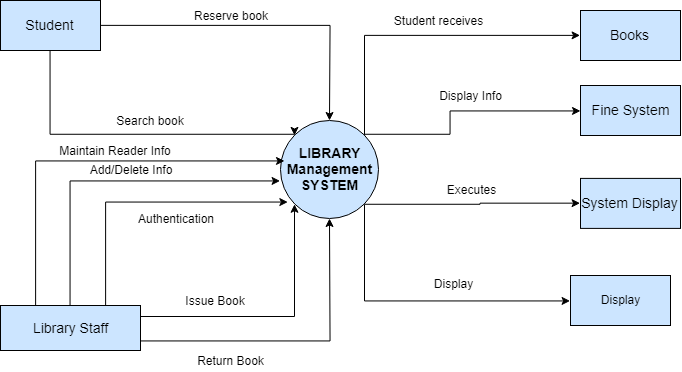 Student
Reserve book
Student receives
Books
Display Info
Fine System
Search book
Maintain Reader Info
Add/Delete Info
LIBRARY
Management
SYSTEM
Authentication
Executes
System Display
Issue Book
Display
Display
Library Staff
Return Book